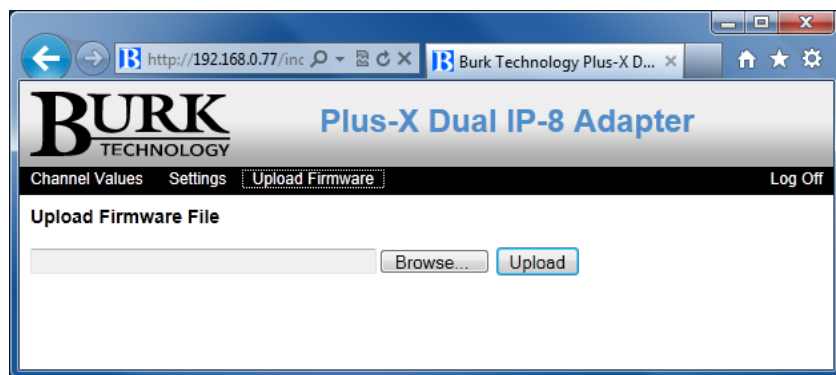 http://192.168.0.77/inc
Burk Technology Plus-X D...
BURK
TECHNOLOGY
Plus-X Dual IP-8 Adapter
Channel Values Settings Upload Firmware Log Off
Upload Firmware File
Browse... Upload